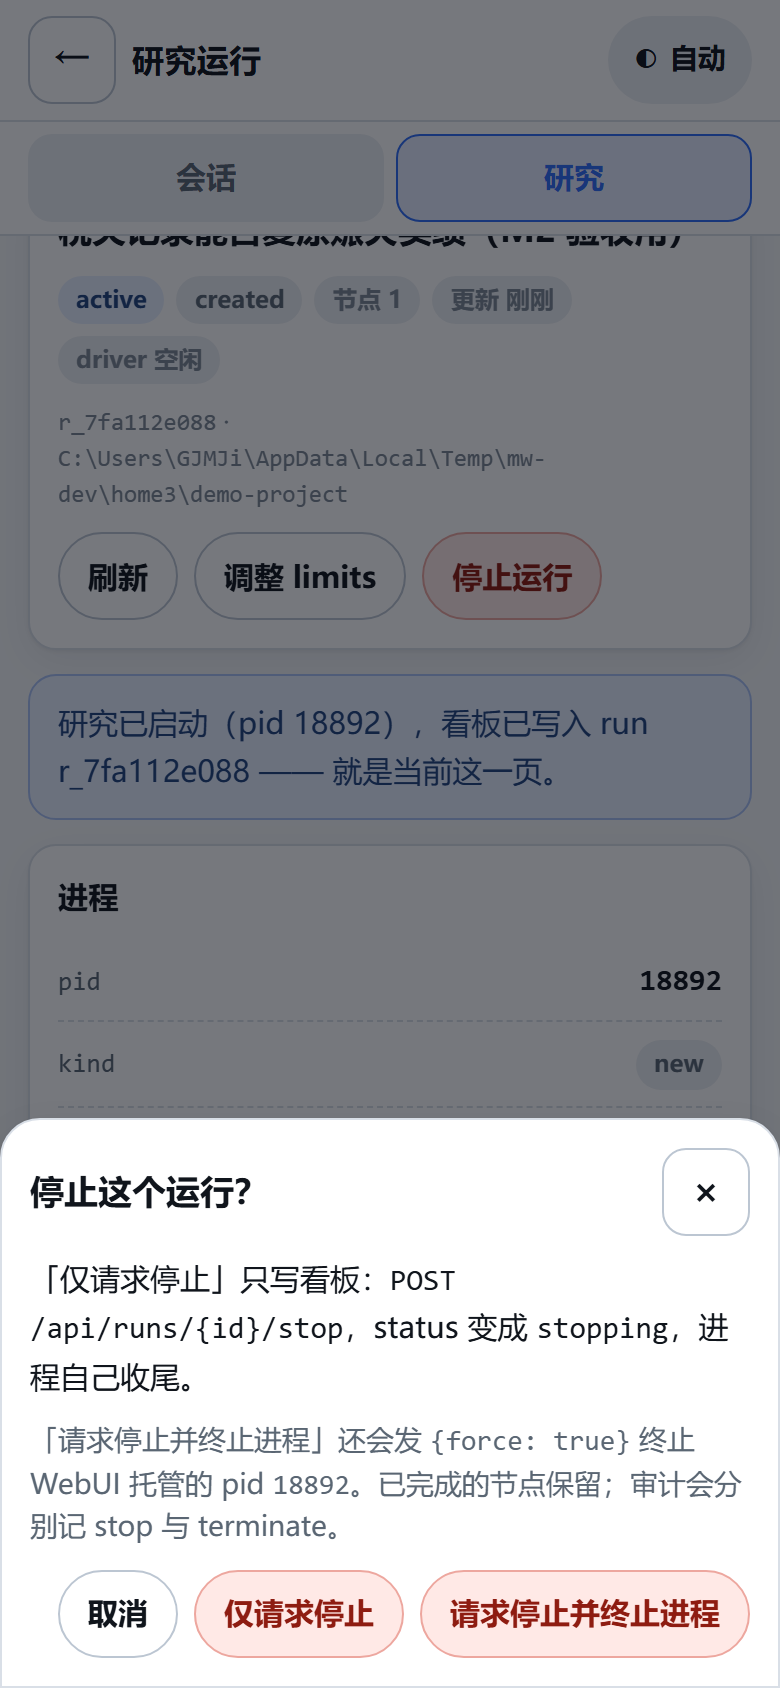 ←
研究运行
◐ 自动
会话
研究
active
created
节点 1
更新 刚刚
driver 空闲
r_7fa112e088 ·
C:\Users\GJMJi\AppData\Local\Temp\mw-
dev\home3\demo-project
刷新
调整 limits
停止运行
研究已启动（pid 18892），看板已写入 run
r_7fa112e088 —— 就是当前这一页。
进程
pid
18892
kind
new
停止这个运行？
×
「仅请求停止」只写看板：POST
/api/runs/{id}/stop，status 变成 stopping，进
程自己收尾。
「请求停止并终止进程」还会发 {force: true} 终止
WebUI 托管的 pid 18892。已完成的节点保留；审计会分
别记 stop 与 terminate。
取消
仅请求停止
请求停止并终止进程